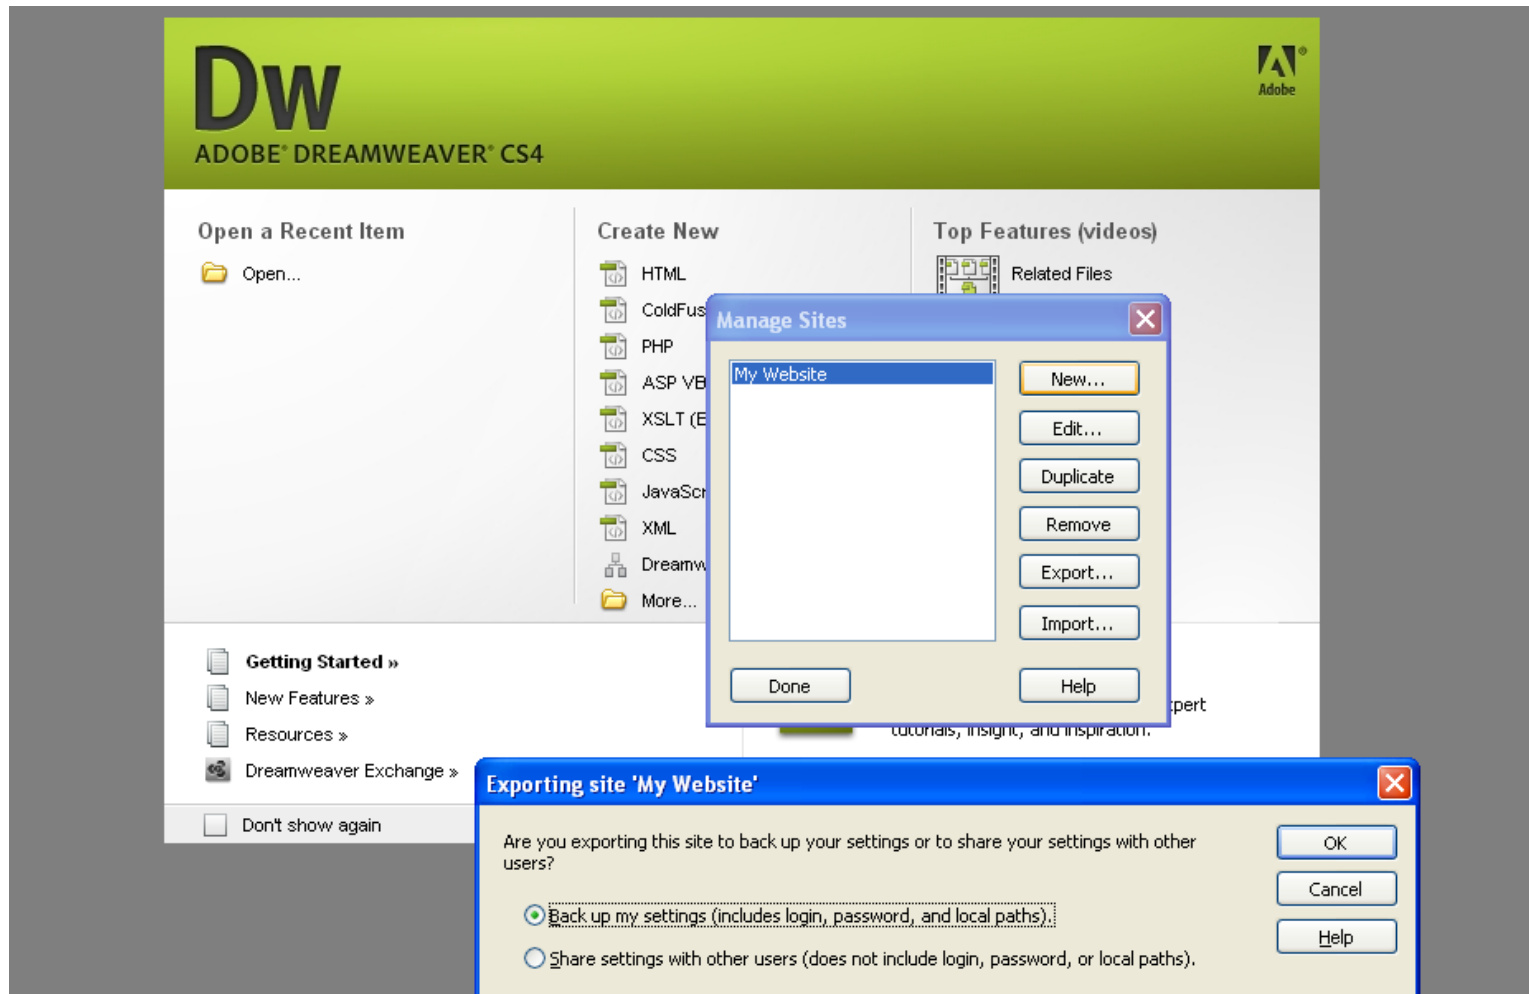 Dw
ADOBE® DREAMWEAVER® CS4
Adobe®
Open a Recent Item
Open...
Create New
HTML
ColdFus
PHP
ASP VB
XSLT (E
CSS
JavaScr
XML
Dreamw
More...
Top Features (videos)
Related Files
Manage Sites
My Website
New...
Edit...
Duplicate
Remove
Export...
Import...
Done
Help
Getting Started »
New Features »
Resources »
Dreamweaver Exchange »
Don't show again
xpert
tutorials, insight, and inspiration.
Exporting site 'My Website'
Are you exporting this site to back up your settings or to share your settings with other
users?
Back up my settings (includes login, password, and local paths).
Share settings with other users (does not include login, password, or local paths).
OK
Cancel
Help